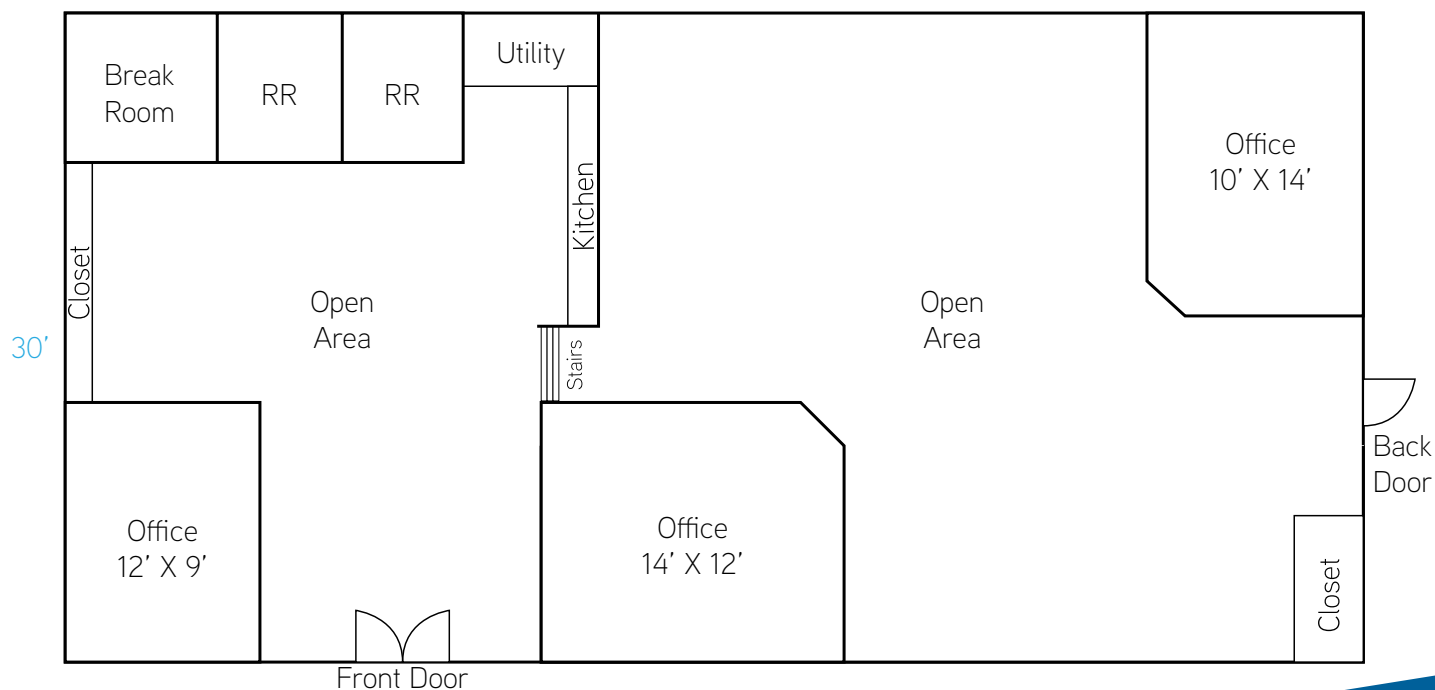 Utility
Break
Room
RR
RR
Office
10’ X 14’
Kitchen
Closet
Open
Area
Open
Area
30’
Stairs
Back
Door
Office
12’ X 9’
Office
14’ X 12’
Closet
Front Door